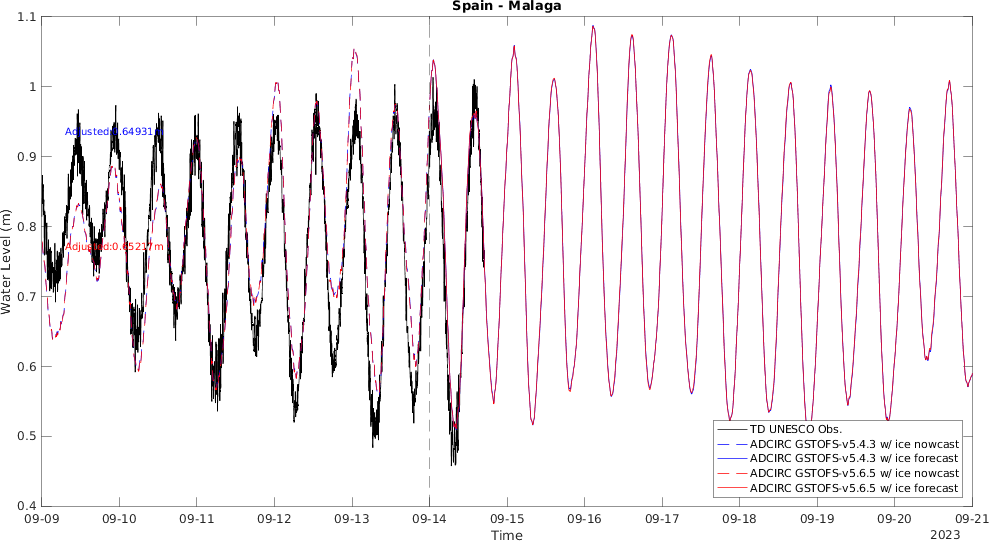 Spain - Malaga
1.1
1
0.9
0.8
0.7
0.6
0.5
0.4
Water Level (m)
Adjusted:0.64931m
Adjusted:0.65217m
TD UNESCO Obs.
ADCIRC GSTOFS-v5.4.3 w/ ice nowcast
ADCIRC GSTOFS-v5.4.3 w/ ice forecast
ADCIRC GSTOFS-v5.6.5 w/ ice nowcast
ADCIRC GSTOFS-v5.6.5 w/ ice forecast
09-09 09-10 09-11 09-12 09-13 09-14 09-15 09-16 09-17 09-18 09-19 09-20 09-21
Time
2023